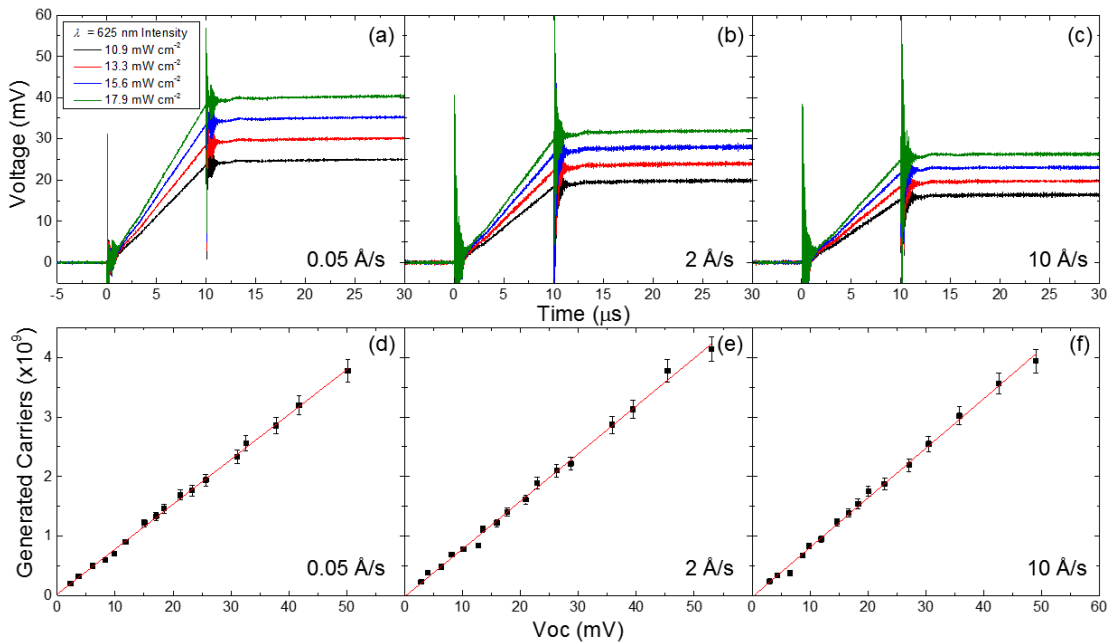 λ = 625 nm Intensity
10.9 mW cm-2
13.3 mW cm-2
15.6 mW cm-2
17.9 mW cm-2
(a)
(b)
(c)
60
50
40
30
20
10
0
Voltage (mV)
0.05 Å/s
2 Å/s
10 Å/s
-5 0 5 10 15 20 25 30
0 5 10 15 20 25 30
0 5 10 15 20 25 30
Time (μs)
(d)
(e)
(f)
4
3
2
1
0
Generated Carriers (x10⁹)
0.05 Å/s
2 Å/s
10 Å/s
0 10 20 30 40 50
0 10 20 30 40 50
0 10 20 30 40 50 60
Voc (mV)